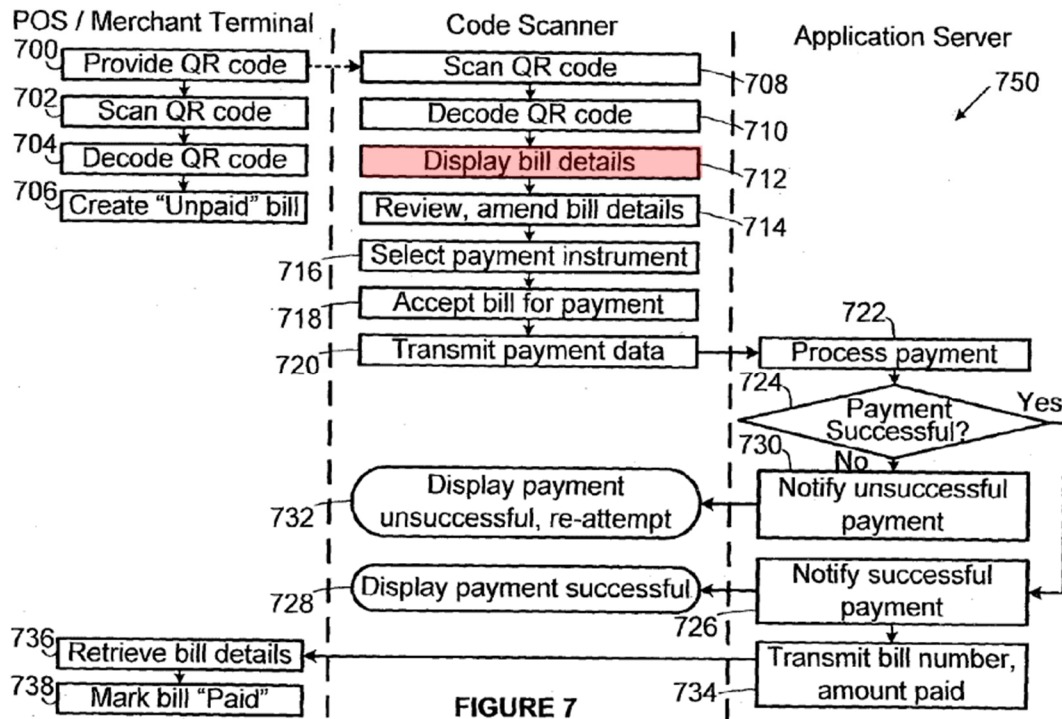 POS / Merchant Terminal
Code Scanner
Application Server
700
Provide QR code
Scan QR code
708
750
702
Scan QR code
Decode QR code
710
704
Decode QR code
Display bill details
712
706
Create “Unpaid” bill
Review, amend bill details
714
716
Select payment instrument
718
Accept bill for payment
720
Transmit payment data
722
Process payment
724
Payment
Successful?
Yes
No
730
Notify unsuccessful
payment
Display payment
unsuccessful, re-attempt
732
Display payment successful
728
Notify successful
payment
726
736
Retrieve bill details
Transmit bill number,
amount paid
734
738
Mark bill “Paid”
FIGURE 7